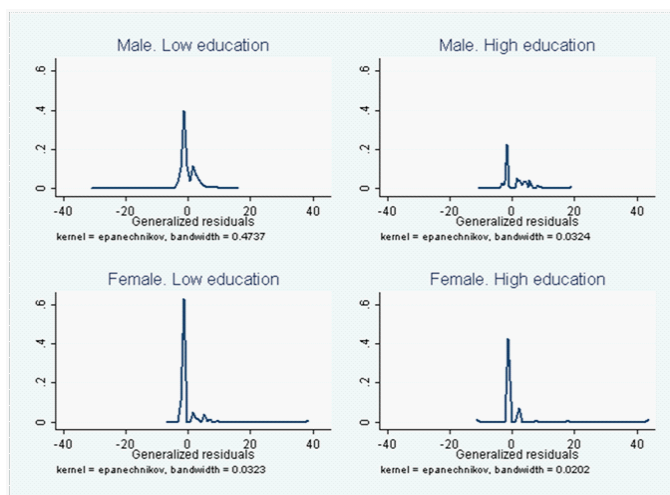 Male. Low education
.6
.4
.2
0
-40 -20 0 20 40
Generalized residuals
kernel = epanechnikov, bandwidth = 0.4737
Male. High education
.6
.4
.2
0
-40 -20 0 20 40
Generalized residuals
kernel = epanechnikov, bandwidth = 0.0324
Female. Low education
.6
.4
.2
0
-40 -20 0 20 40
Generalized residuals
kernel = epanechnikov, bandwidth = 0.0323
Female. High education
.6
.4
.2
0
-40 -20 0 20 40
Generalized residuals
kernel = epanechnikov, bandwidth = 0.0202